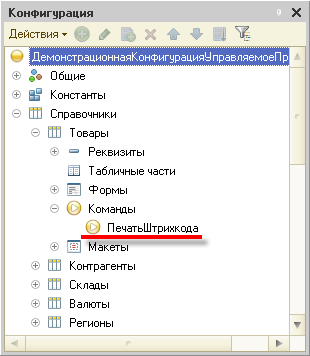 Конфигурация
Действия
ДемонстрационнаяКонфигурацияУправляемоеПр
Общие
Константы
Справочники
Товары
Реквизиты
Табличные части
Формы
Команды
ПечатьШтрихкода
Макеты
Контрагенты
Склады
Валюты
Регионы